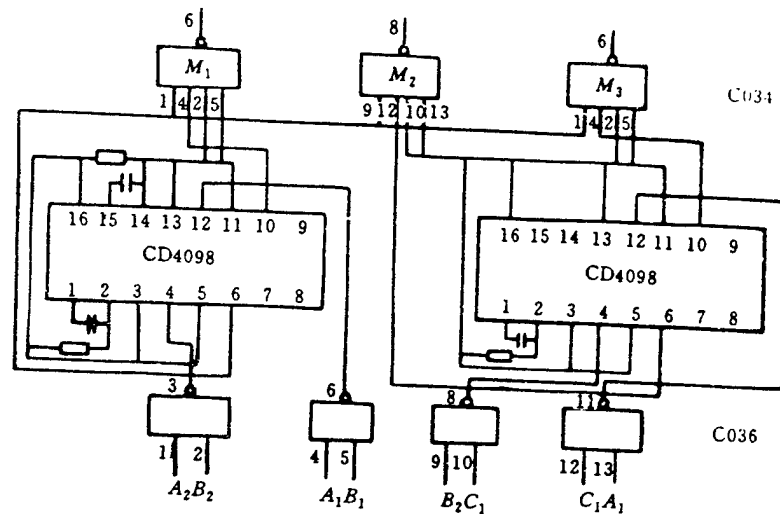 6 8 6
M₁ M₂ M₃
1 4 2 5 9 12 10 13 1 4 2 5 C034
16 15 14 13 12 11 10 9
CD4098
1 2 3 4 5 6 7 8
16 15 14 13 12 11 10 9
CD4098
1 2 3 4 5 6 7 8
3 6 8 11
C036
1 2 4 5 9 10 12 13
A₂B₂ A₁B₁ B₂C₁ C₁A₁